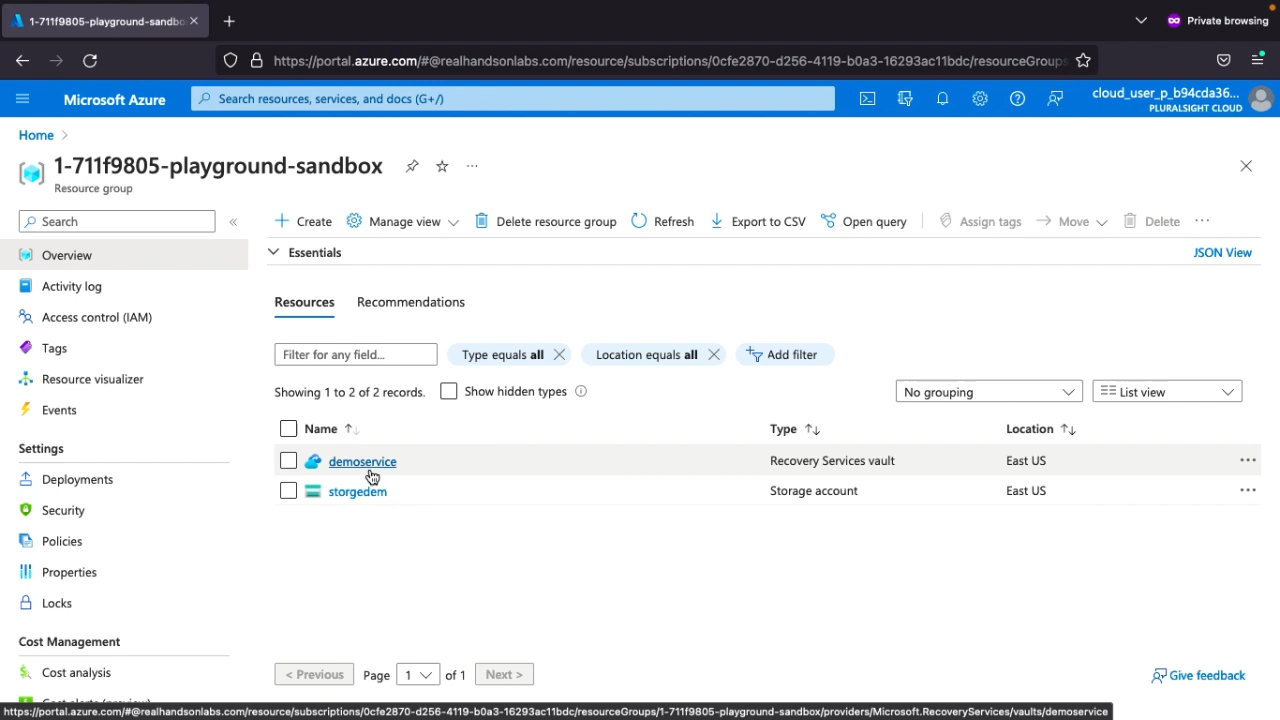 1-711f9805-playground-sandbo
Private browsing
https://portal.azure.com/#@realhandsonlabs.com/resource/subscriptions/0cfe2870-d256-4119-b0a3-16293ac11bdc/resourceGroups
Microsoft Azure
Search resources, services, and docs (G+/)
cloud_user_p_b94cda36...
PLURALSIGHT CLOUD
Home
1-711f9805-playground-sandbox
Resource group
Search
Create
Manage view
Delete resource group
Refresh
Export to CSV
Open query
Assign tags
Move
Delete
Overview
Activity log
Access control (IAM)
Tags
Resource visualizer
Events
Settings
Deployments
Security
Policies
Properties
Locks
Cost Management
Cost analysis
Cost alerts (preview)
Essentials
JSON View
Resources
Recommendations
Filter for any field...
Type equals all
Location equals all
Add filter
Showing 1 to 2 of 2 records.
Show hidden types
No grouping
List view
Name
Type
Location
demoservice
Recovery Services vault
East US
storgedem
Storage account
East US
< Previous
Page
1
of 1
Next >
Give feedback
https://portal.azure.com/#@realhandsonlabs.com/resource/subscriptions/0cfe2870-d256-4119-b0a3-16293ac11bdc/resourceGroups/1-711f9805-playground-sandbox/providers/Microsoft.RecoveryServices/vaults/demoservice